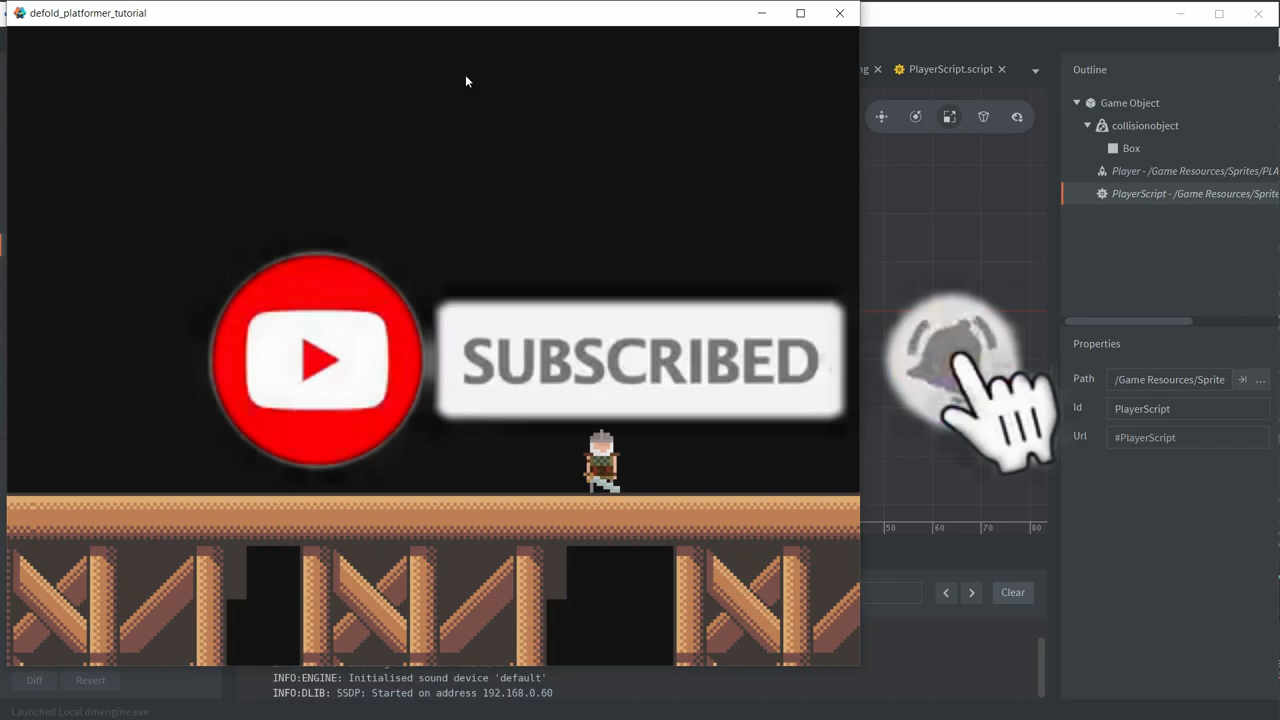 defold_platformer_tutorial
ng
PlayerScript.script
Outline
Game Object
collisionobject
Box
Player - /Game Resources/Sprites/PLA
PlayerScript - /Game Resources/Sprite
SUBSCRIBED
Properties
Path
/Game Resources/Sprite
...
Id
PlayerScript
Url
#PlayerScript
50
60
70
80
Clear
Diff
Revert
INFO:ENGINE: Initialised sound device 'default'
INFO:DLIB: SSDP: Started on address 192.168.0.60
Launched Local dmengine.exe